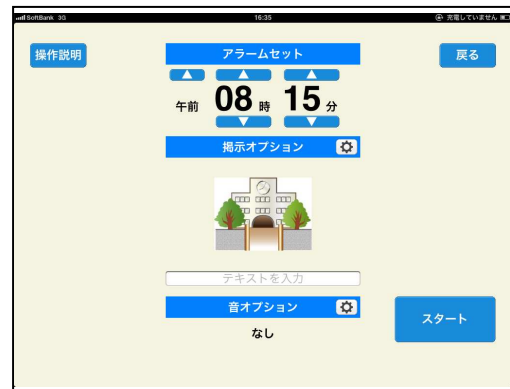 SoftBank 3G 16:35 充電していません
操作説明 アラームセット 戻る
午前 08 時 15 分
掲示オプション
テキストを入力
音オプション
なし
スタート